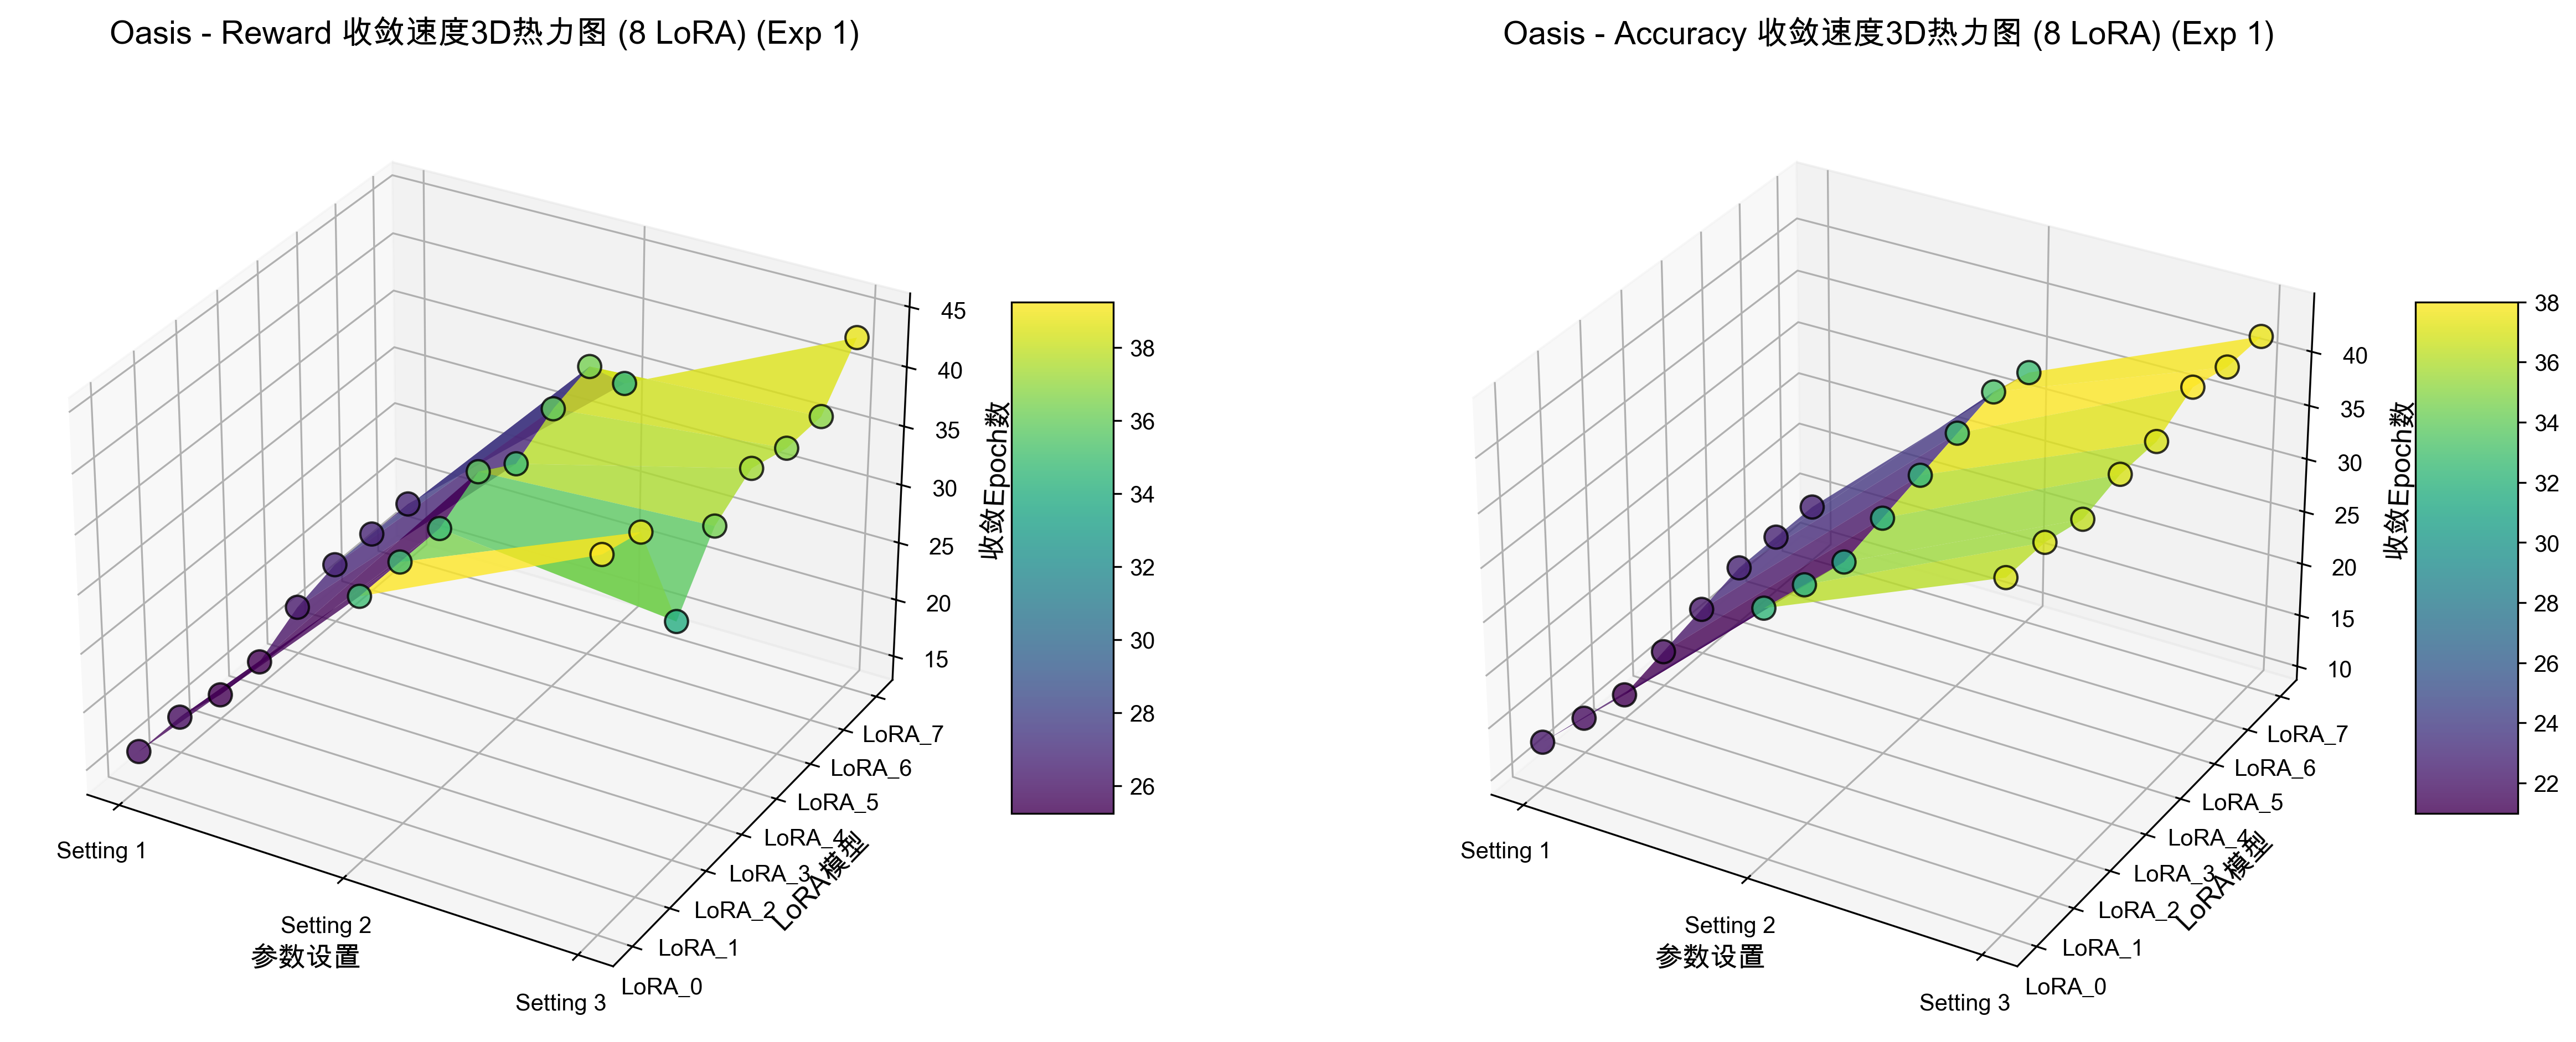 Oasis - Reward 收敛速度3D热力图 (8 LoRA) (Exp 1)
45
40
35
30
25
20
15
收敛Epoch数
38
36
34
32
30
28
26
LoRA_7
LoRA_6
LoRA_5
LoRA_4
LoRA_3
LoRA_2
LoRA_1
LoRA_0
LoRA模型
Setting 1
Setting 2
Setting 3
参数设置
Oasis - Accuracy 收敛速度3D热力图 (8 LoRA) (Exp 1)
40
35
30
25
20
15
10
收敛Epoch数
38
36
34
32
30
28
26
24
22
LoRA_7
LoRA_6
LoRA_5
LoRA_4
LoRA_3
LoRA_2
LoRA_1
LoRA_0
LoRA模型
Setting 1
Setting 2
Setting 3
参数设置